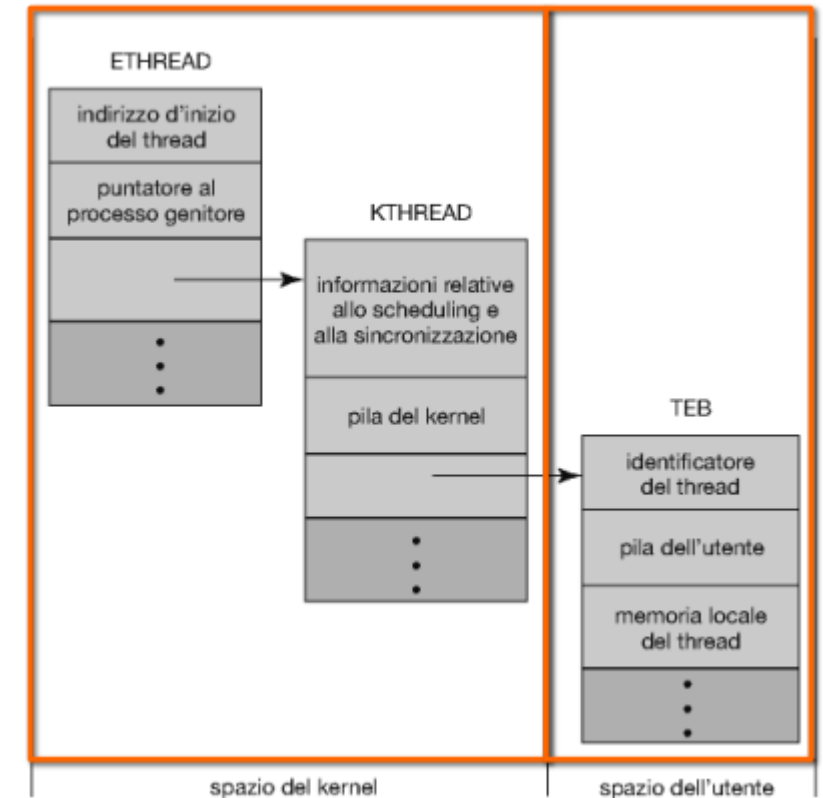 ETHREAD
indirizzo d'inizio
del thread
puntatore al
processo genitore
KTHREAD
informazioni relative
allo scheduling e
alla sincronizzazione
pila del kernel
TEB
identificatore
del thread
pila dell'utente
memoria locale
del thread
spazio del kernel
spazio dell'utente